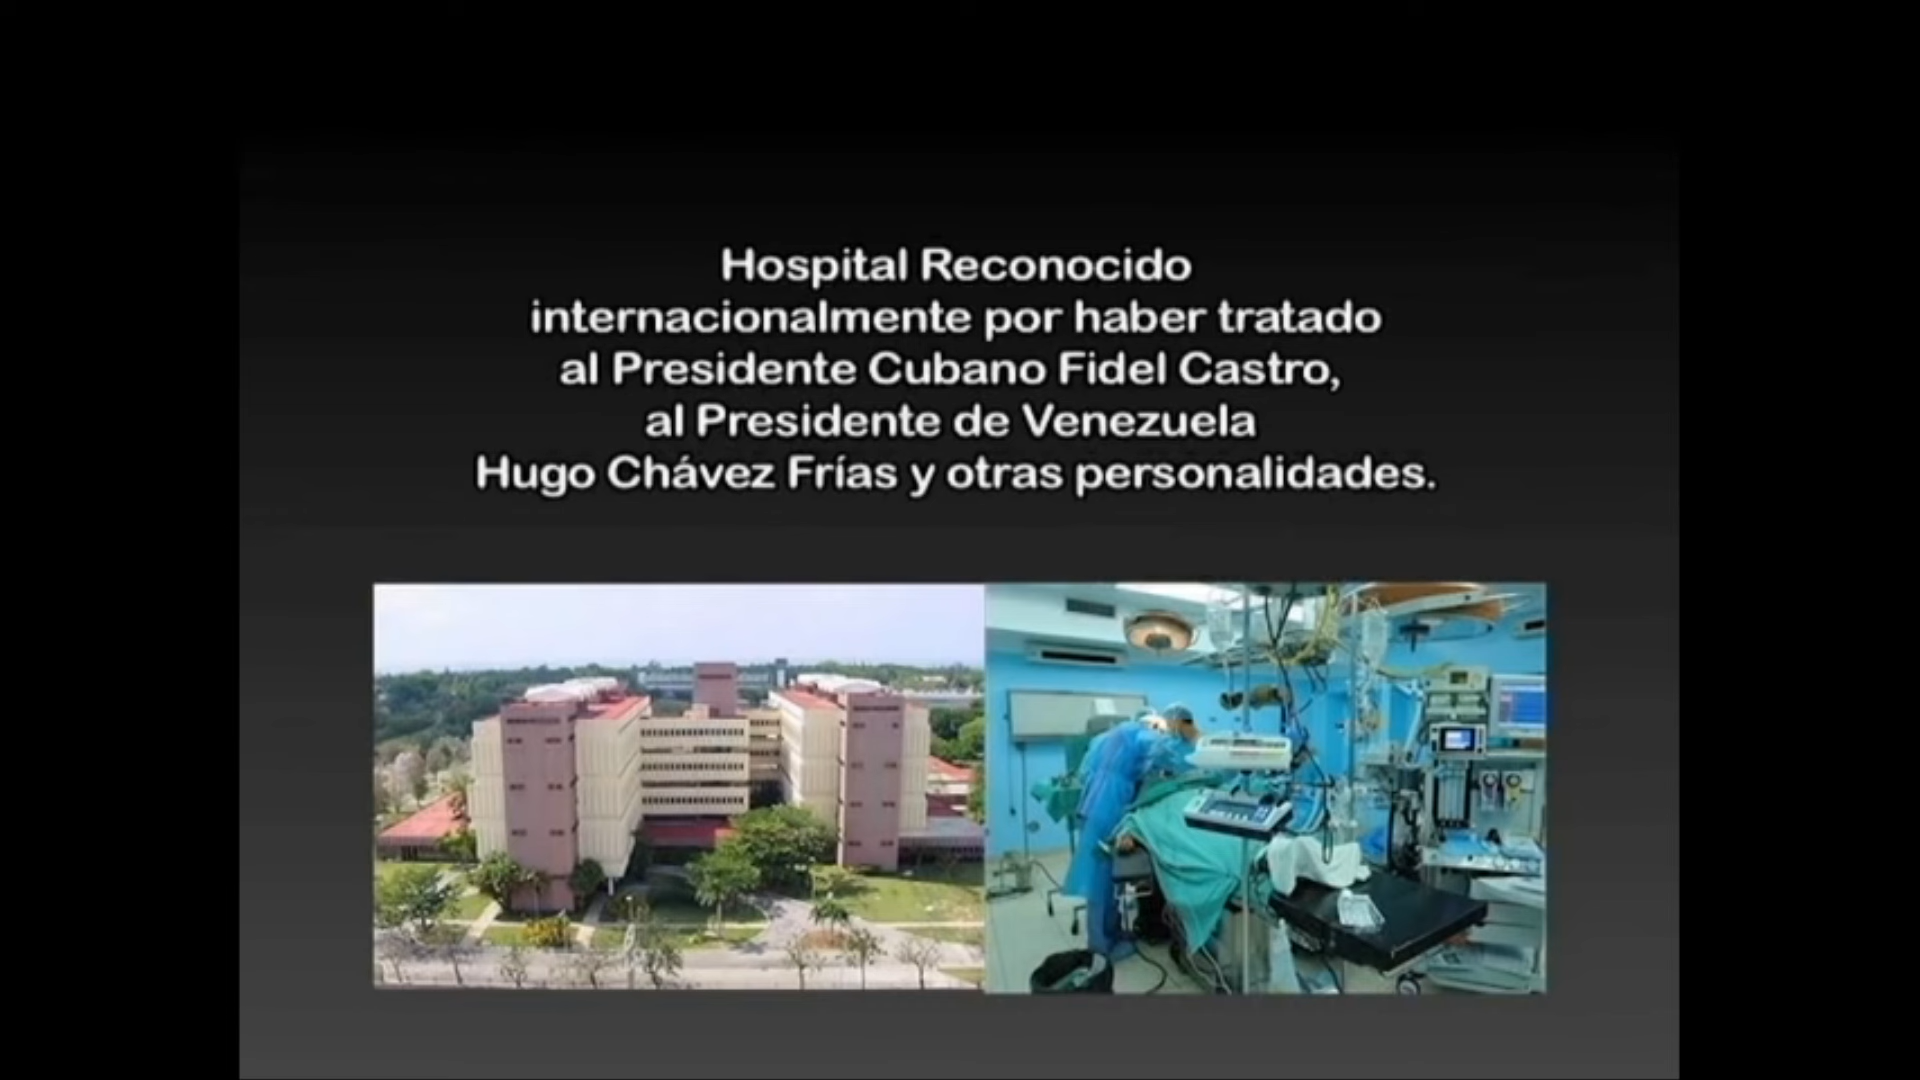 Hospital Reconocido
internacionalmente por haber tratado
al Presidente Cubano Fidel Castro,
al Presidente de Venezuela
Hugo Chávez Frías y otras personalidades.